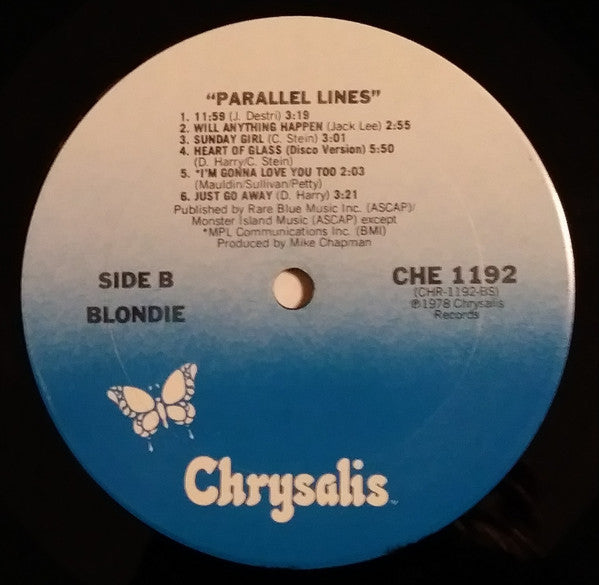 "PARALLEL LINES"
1. 11:59 (J. Destri) 3:19
2. WILL ANYTHING HAPPEN (Jack Lee) 2:55
3. SUNDAY GIRL (C. Stein) 3:01
4. HEART OF GLASS (Disco Version) 5:50
(D. Harry/C. Stein)
5. *I'M GONNA LOVE YOU TOO 2:03
(Mauldin/Sullivan/Petty)
6. JUST GO AWAY (D. Harry) 3:21
Published by Rare Blue Music Inc. (ASCAP)/
Monster Island Music (ASCAP) except
*MPL Communications Inc. (BMI)
Produced by Mike Chapman
SIDE B
BLONDIE
CHE 1192
(CHR-1192-BS)
℗1978 Chrysalis
Records
Chrysalis™